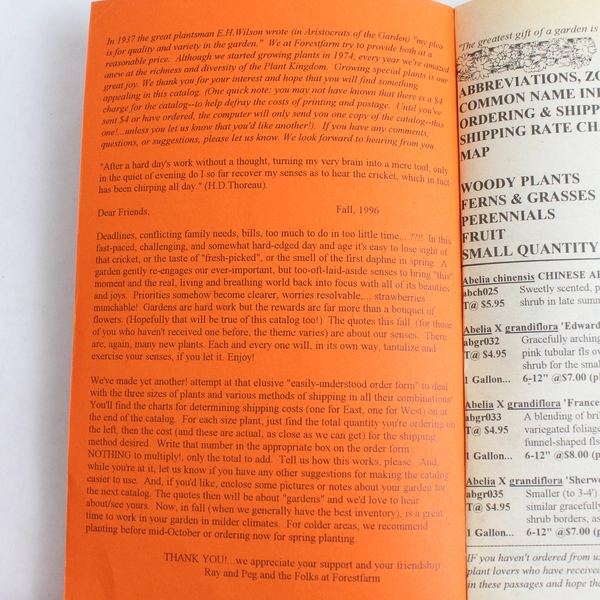 In 1937 the great plantsman E.H.Wilson wrote (in Aristocrats of the Garden) "my plea
is for quality and variety in the garden." We at Forestfarm try to provide both at a
reasonable price. Although we started growing plants in 1974, every year we're amazed
anew at the richness and diversity of the Plant Kingdom. Growing special plants is our
great joy. We thank you for your interest and hope that you will find something
appealing in this catalog. (One quick note: you may not have known that there is a $4
charge for the catalog--to help defray the costs of printing and postage. Until you've
sent $4 or have ordered, the computer will only send you one copy of the catalog--this
one!...unless you let us know that you'd like another!). If you have any comments,
questions, or suggestions, please let us know. We look forward to hearing from you.
"After a hard day's work without a thought, turning my very brain into a mere tool, only
in the quiet of evening do I so far recover my senses as to hear the cricket, which in fact
has been chirping all day." (H.D.Thoreau).
Dear Friends, Fall, 1996
Deadlines, conflicting family needs, bills, too much to do in too little time,...??!! In this
fast-paced, challenging, and somewhat hard-edged day and age it's easy to lose sight of
that cricket, or the taste of "fresh-picked", or the smell of the first daphne in spring. A
garden gently re-engages our ever-important, but too-oft-laid-aside senses to bring "this"
moment and the real, living and breathing world back into focus with all of its beauties
and joys. Priorities somehow become clearer, worries resolvable,... strawberries
munchable! Gardens are hard work but the rewards are far more than a bouquet of
flowers. (Hopefully that will be true of this catalog too!) The quotes this fall (for those
of you who haven't received one before, the theme varies) are about our senses. There
are, again, many new plants. Each and every one will, in its own way, tantalize and
exercise your senses, if you let it. Enjoy!
We've made yet another! attempt at that elusive "easily-understood order form" to deal
with the three sizes of plants and various methods of shipping in all their combinations!
You'll find the charts for determining shipping costs (one for East, one for West) on at
the end of the catalog. For each size plant, just find the total quantity you're ordering on
the left, then the cost (and these are actual, as close as we can get) for the shipping
method desired. Write that number in the appropriate box on the order form.
NOTHING to multiply!, only the total to add. Tell us how this works, please. And,
while you're at it, let us know if you have any other suggestions for making the catalog
easier to use. And, if you'd like, enclose some pictures or notes about your garden for
the next catalog. The quotes then will be about "gardens" and we'd love to hear
about/see yours. Now, in fall (when we generally have the best inventory), is a great
time to work in your garden in milder climates. For colder areas, we recommend
planting before mid-October or ordering now for spring planting.
THANK YOU!...we appreciate your support and your friendship
Ray and Peg and the Folks at Forestfarm
"The greatest gift of a garden is
ABBREVIATIONS, ZO
COMMON NAME IN
ORDERING & SHIPP
SHIPPING RATE CHA
MAP
WOODY PLANTS
FERNS & GRASSES
PERENNIALS
FRUIT
SMALL QUANTITY
Abelia chinensis CHINESE AB
abch025 Sweetly scented, p
T@ $5.95 shrub in late summ
Abelia X grandiflora 'Edward
abgr032 Gracefully arching
T@ $4.95 pink tubular fls ov
shrub for the smal
1 Gallon... 6-12" @$7.00 (p
Abelia X grandiflora 'France
abgr033 A blending of bri
T@ $4.95 variegated foliage
funnel-shaped fls
1 Gallon... 6-12" @$8.00 (p
Abelia X grandiflora 'Sherwo
abgr035 Smaller (to 3-4')
T@ $4.95 similar gracefully
shrub borders, as
1 Gallon... 6-12" @$7.00 (p
IF you haven't ordered from us
plant lovers who have received
in these passages and hope tha